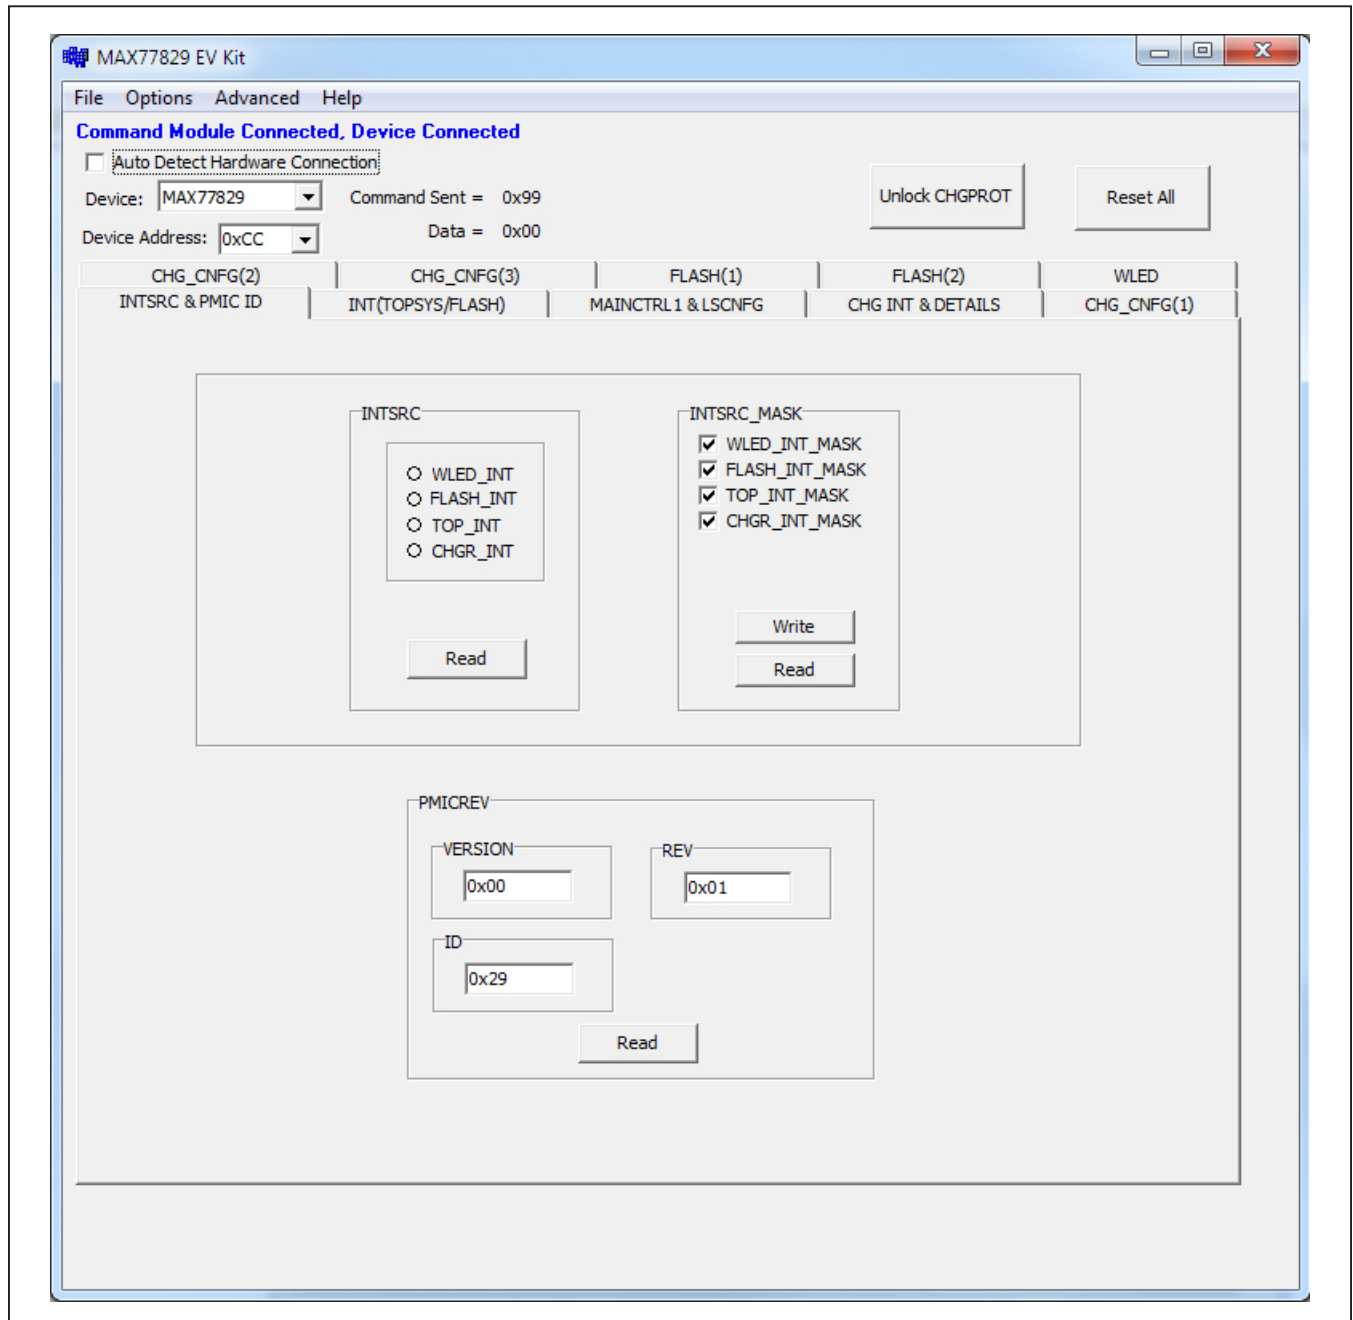 MAX77829 EV Kit
File Options Advanced Help
Command Module Connected, Device Connected
Auto Detect Hardware Connection
Device: MAX77829 Command Sent = 0x99 Unlock CHGPROT Reset All
Device Address: 0xCC Data = 0x00
CHG_CNFG(2) CHG_CNFG(3) FLASH(1) FLASH(2) WLED
INTSRC & PMIC ID INT(TOPSYS/FLASH) MAINCTRL1 & LSCNFG CHG INT & DETAILS CHG_CNFG(1)
INTSRC
WLED_INT
FLASH_INT
TOP_INT
CHGR_INT
Read
INTSRC_MASK
WLED_INT_MASK
FLASH_INT_MASK
TOP_INT_MASK
CHGR_INT_MASK
Write
Read
PMICREV
VERSION
0x00
REV
0x01
ID
0x29
Read